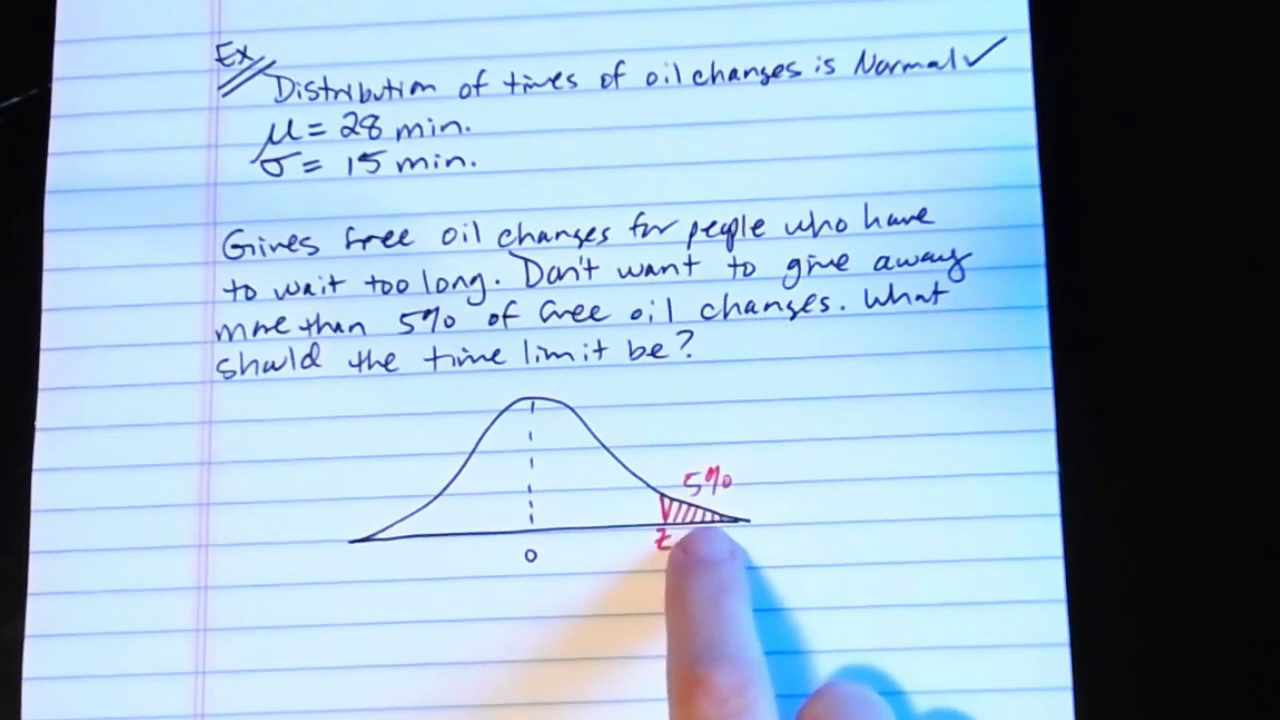 Ex
Distribution of times of oil changes is Normal ✓
μ = 28 min.
σ = 15 min.
Gives free oil changes for people who have
to wait too long. Don't want to give away
more than 5% of free oil changes. What
should the time limit be?
5%
0
z